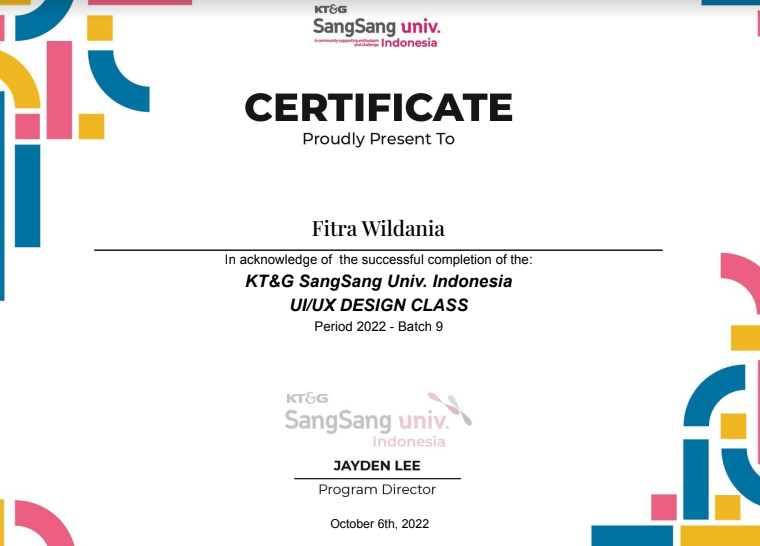 KT&G
SangSang univ.
A community supporting enthusiasm
and challenge Indonesia
CERTIFICATE
Proudly Present To
Fitra Wildania
In acknowledge of the successful completion of the:
KT&G SangSang Univ. Indonesia
UI/UX DESIGN CLASS
Period 2022 - Batch 9
KT&G
SangSang univ.
Indonesia
JAYDEN LEE
Program Director
October 6th, 2022